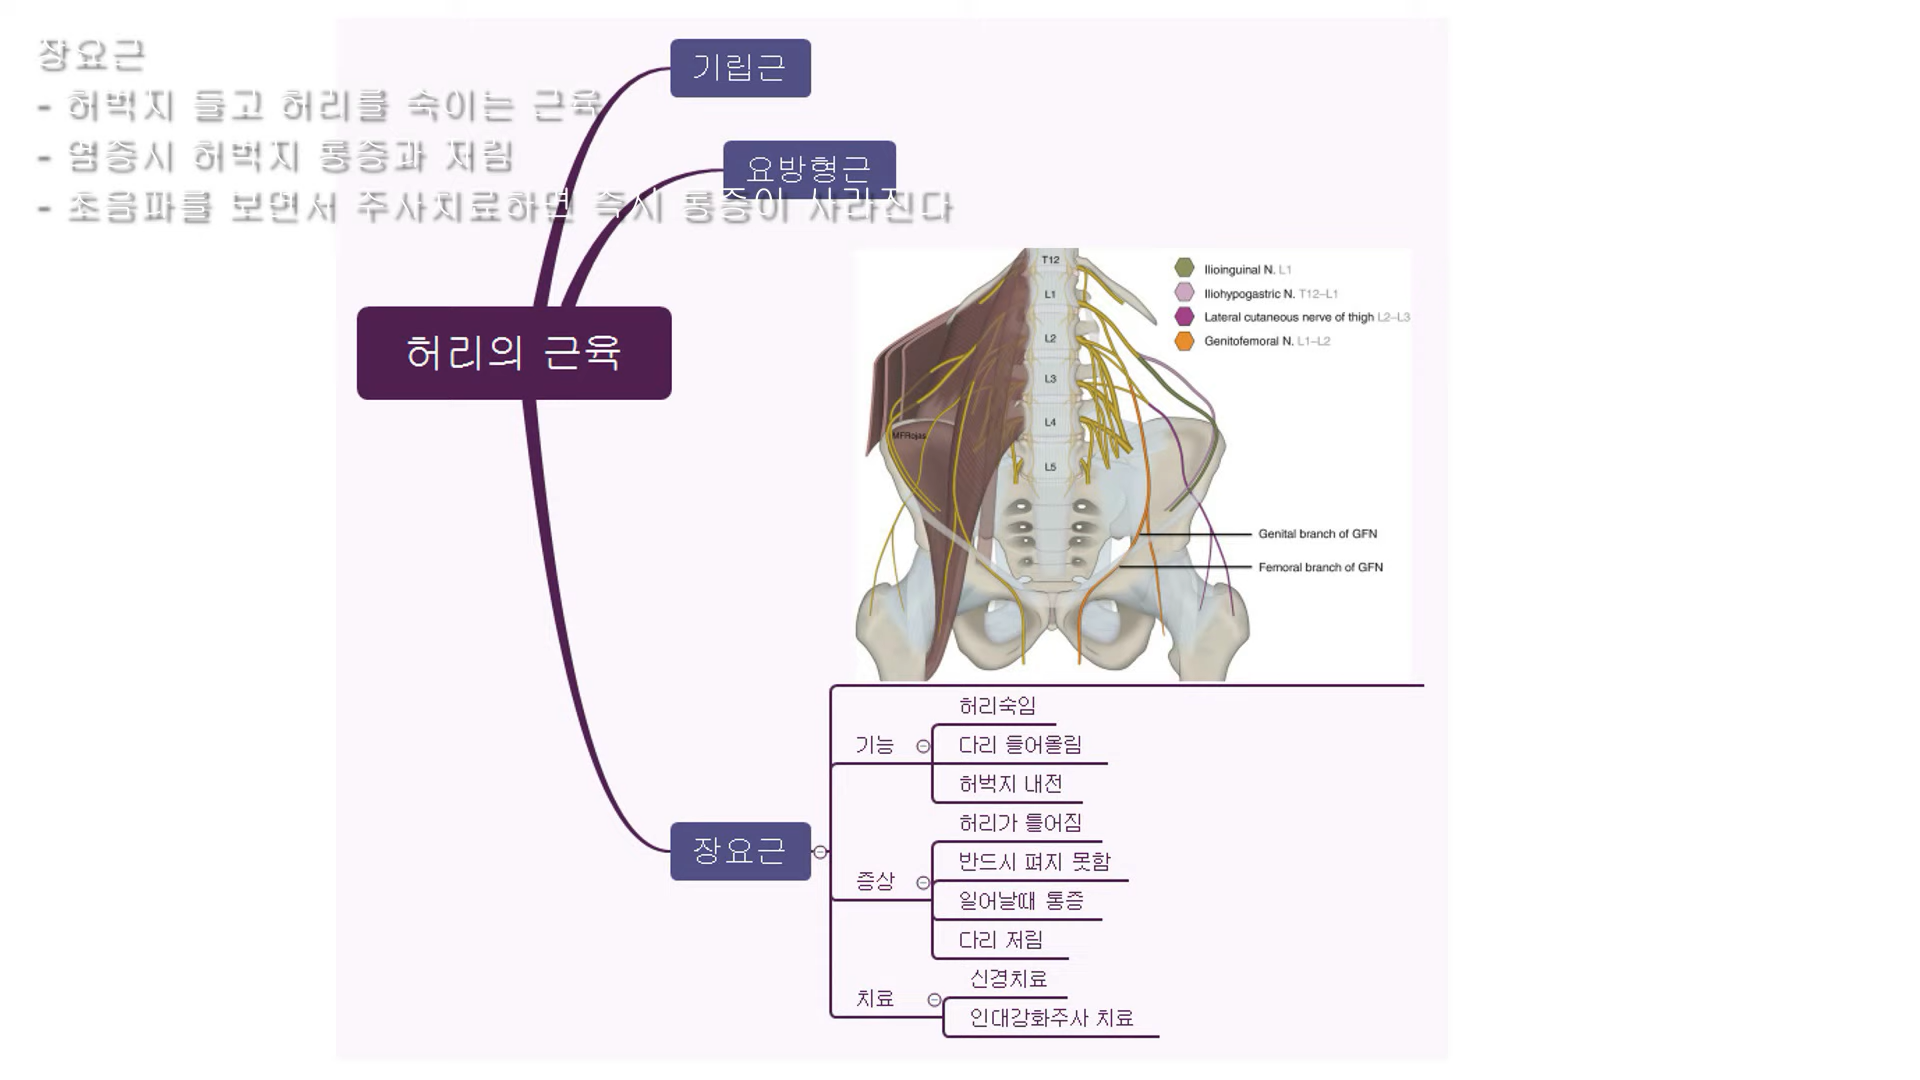 장요근
- 허벅지 들고 허리를 숙이는 근육
- 염증시 허벅지 통증과 저림
- 초음파를 보면서 주사치료하면 즉시 통증이 사라진다
기립근
요방형근
허리의 근육
T12
L1
L2
L3
L4
L5
MFRojas
Ilioinguinal N. L1
Iliohypogastric N. T12–L1
Lateral cutaneous nerve of thigh L2–L3
Genitofemoral N. L1–L2
Genital branch of GFN
Femoral branch of GFN
장요근
기능
허리숙임
다리 들어올림
허벅지 내전
증상
허리가 틀어짐
반드시 펴지 못함
일어날때 통증
다리 저림
치료
신경치료
인대강화주사 치료